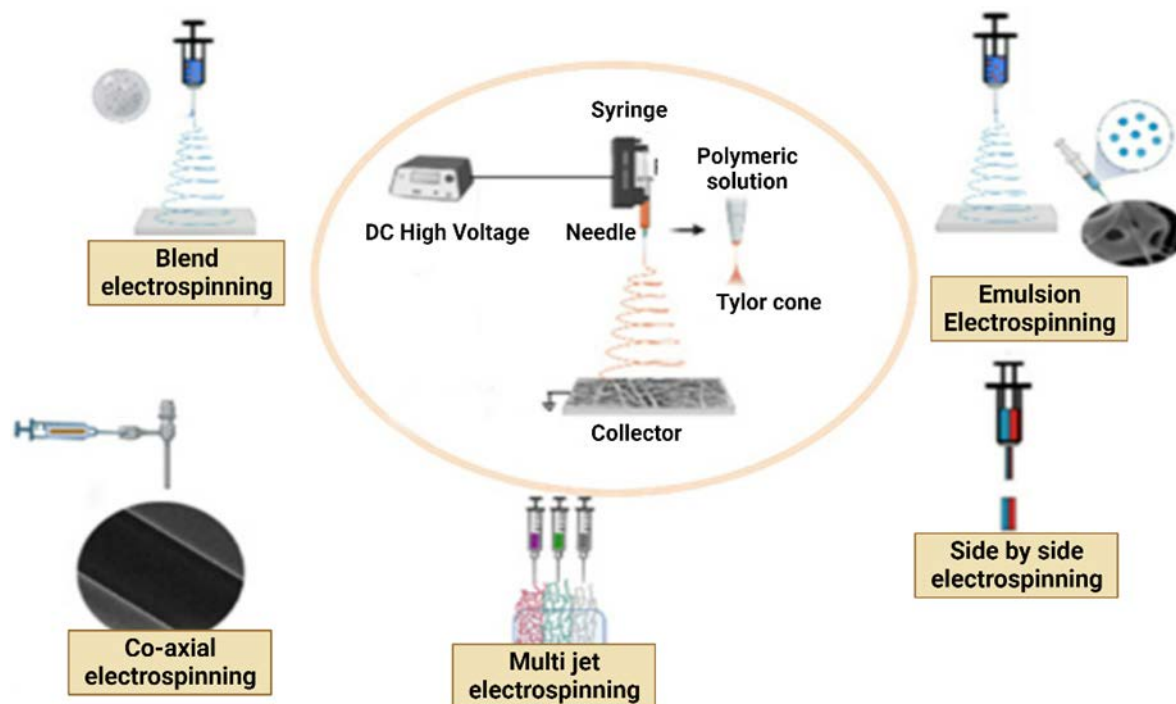 Syringe
Polymeric
solution
DC High Voltage
Needle
Tylor cone
Collector
Blend
electrospinning
Emulsion
Electrospinning
Co-axial
electrospinning
Multi jet
electrospinning
Side by side
electrospinning